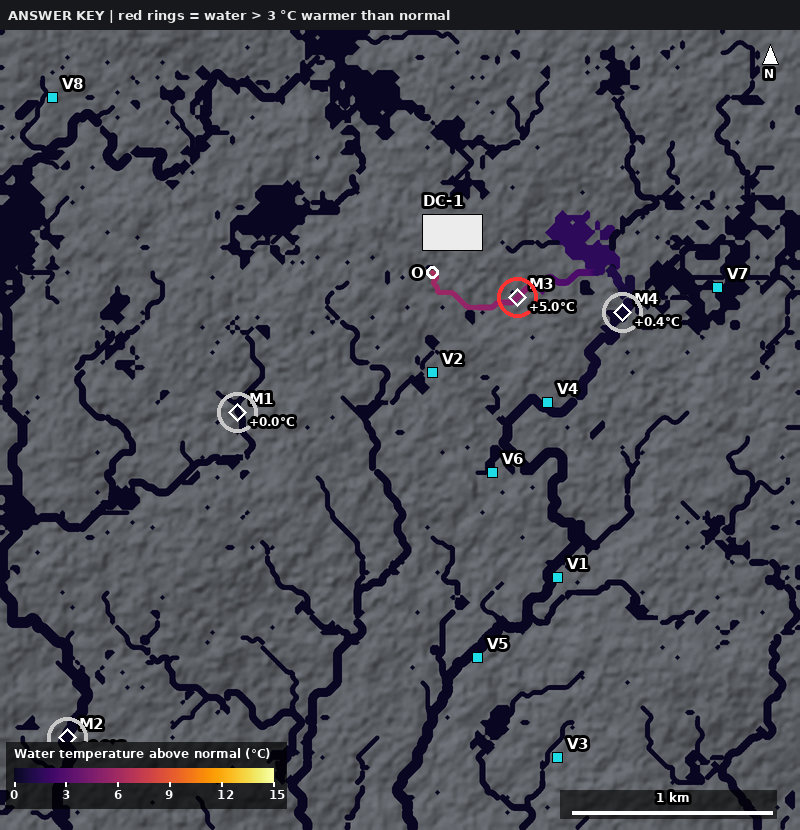 ANSWER KEY | red rings = water > 3 °C warmer than normal
N
V8
DC-1
O
M3
+5.0°C
V7
M4
+0.4°C
V2
V4
M1
+0.0°C
V6
V1
V5
M2
V3
Water temperature above normal (°C)
0 3 6 9 12 15
1 km